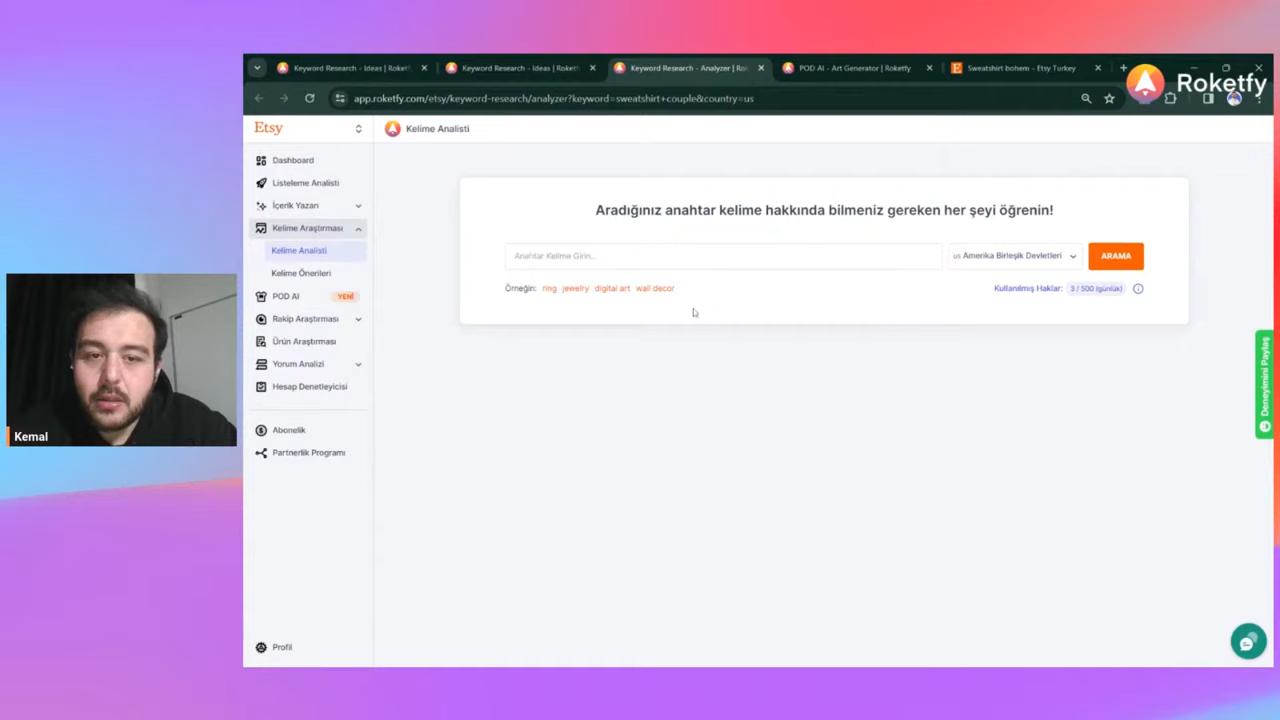 Keyword Research - Ideas | Roketf
Keyword Research - Ideas | Roketf
Keyword Research - Analyzer | Rok
POD AI - Art Generator | Roketfy
Sweatshirt bohem - Etsy Turkey
Roketfy
app.roketfy.com/etsy/keyword-research/analyzer?keyword=sweatshirt+couple&country=us
Etsy
Kelime Analisti
Dashboard
Listeleme Analisti
İçerik Yazarı
Kelime Araştırması
Kelime Analisti
Kelime Önerileri
POD AI
YENİ
Rakip Araştırması
Ürün Araştırması
Yorum Analizi
Hesap Denetleyicisi
Abonelik
Partnerlik Programı
Profil
Aradığınız anahtar kelime hakkında bilmeniz gereken her şeyi öğrenin!
Anahtar Kelime Girin...
us Amerika Birleşik Devletleri
ARAMA
Örneğin: ring jewelry digital art wall decor
Kullanılmış Haklar: 3 / 500 (günlük)
Deneyimini Paylaş
Kemal